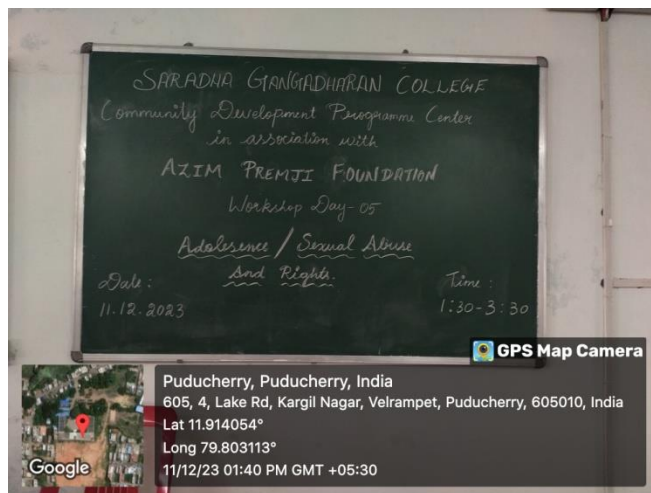 SARADHA GANGADHARAN COLLEGE
Community Development Programme Center
in association with
AZIM PREMJI FOUNDATION
Workshop Day-05
Adolesence / Sexual Abuse
And Rights.
Date:
11.12.2023
Time:
1:30-3:30
GPS Map Camera
Puducherry, Puducherry, India
605, 4, Lake Rd, Kargil Nagar, Velrampet, Puducherry, 605010, India
Lat 11.914054°
Long 79.803113°
11/12/23 01:40 PM GMT +05:30
Google